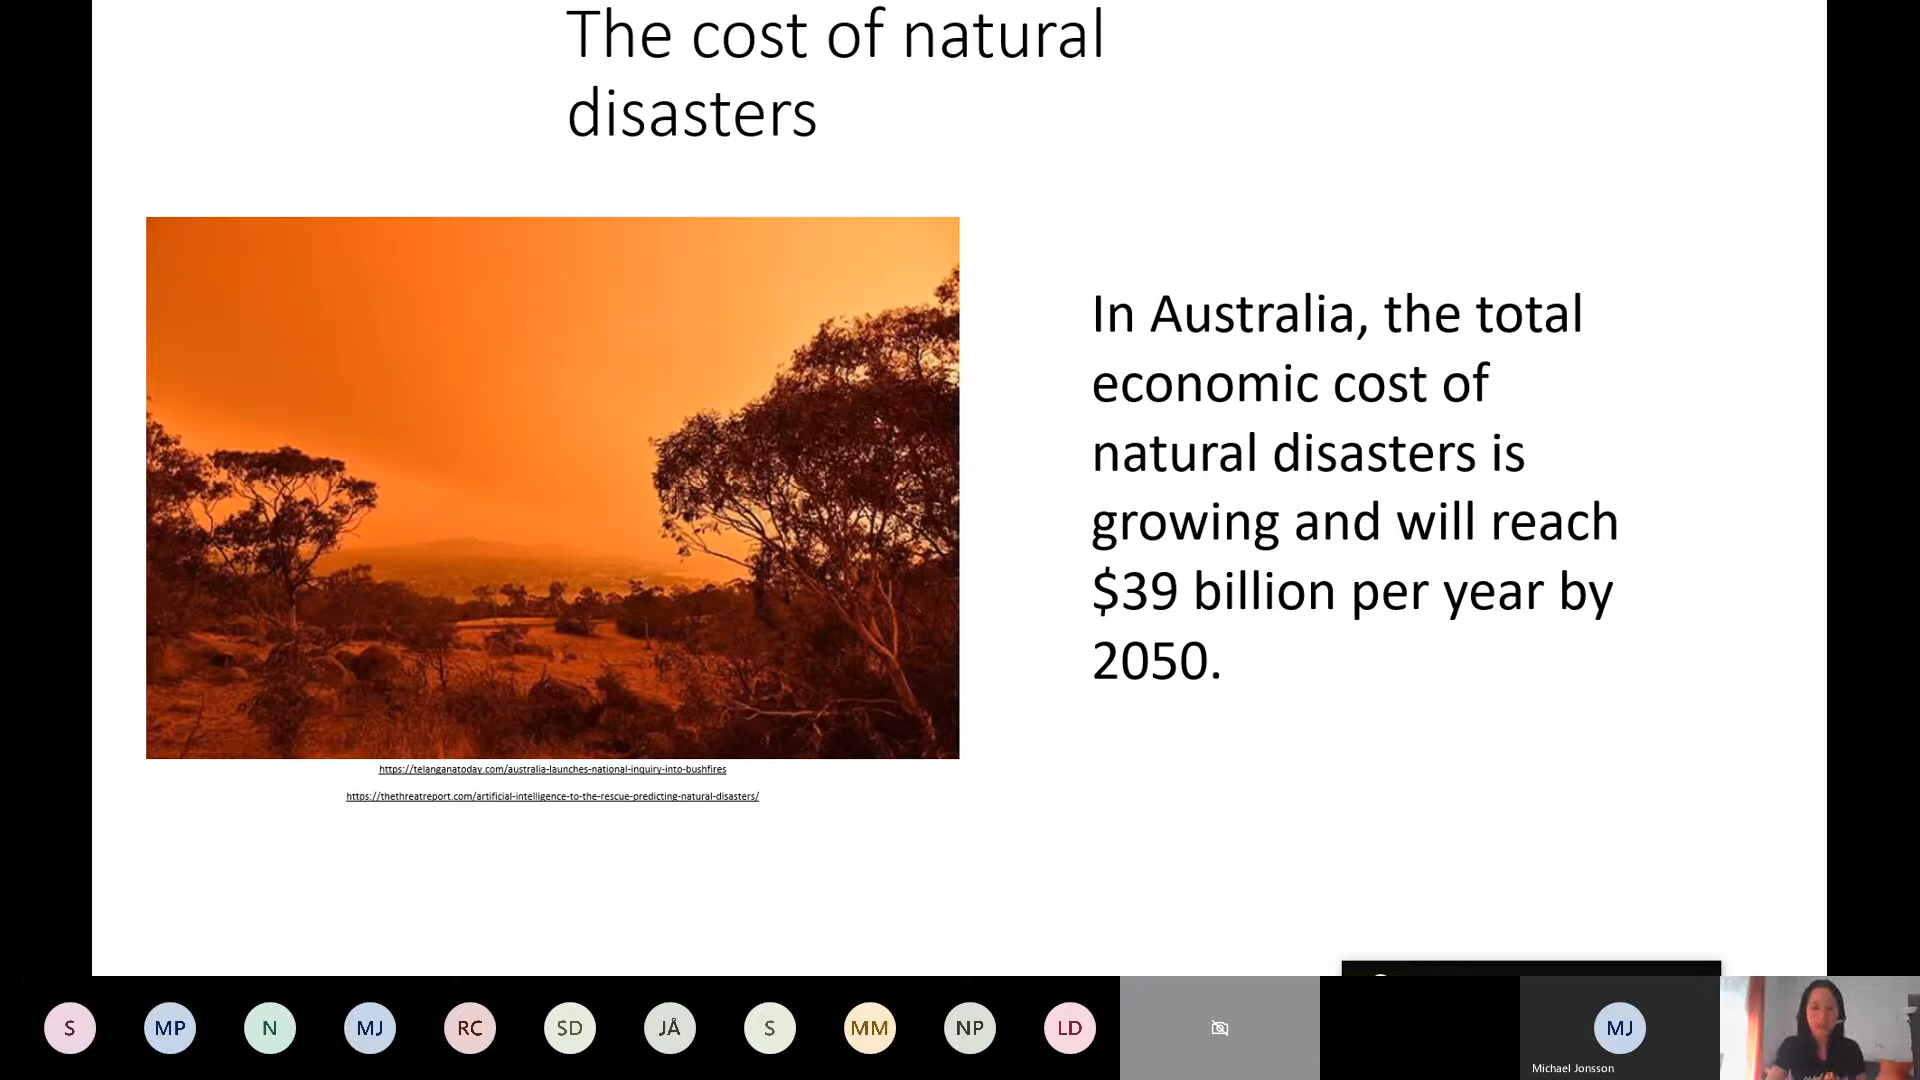 The cost of natural
disasters
In Australia, the total
economic cost of
natural disasters is
growing and will reach
$39 billion per year by
2050.
https://telanganatoday.com/australia-launches-national-inquiry-into-bushfires
https://thethreatreport.com/artificial-intelligence-to-the-rescue-predicting-natural-disasters/
S
MP
N
MJ
RC
SD
JÅ
S
MM
NP
LD
MJ
Michael Jonsson